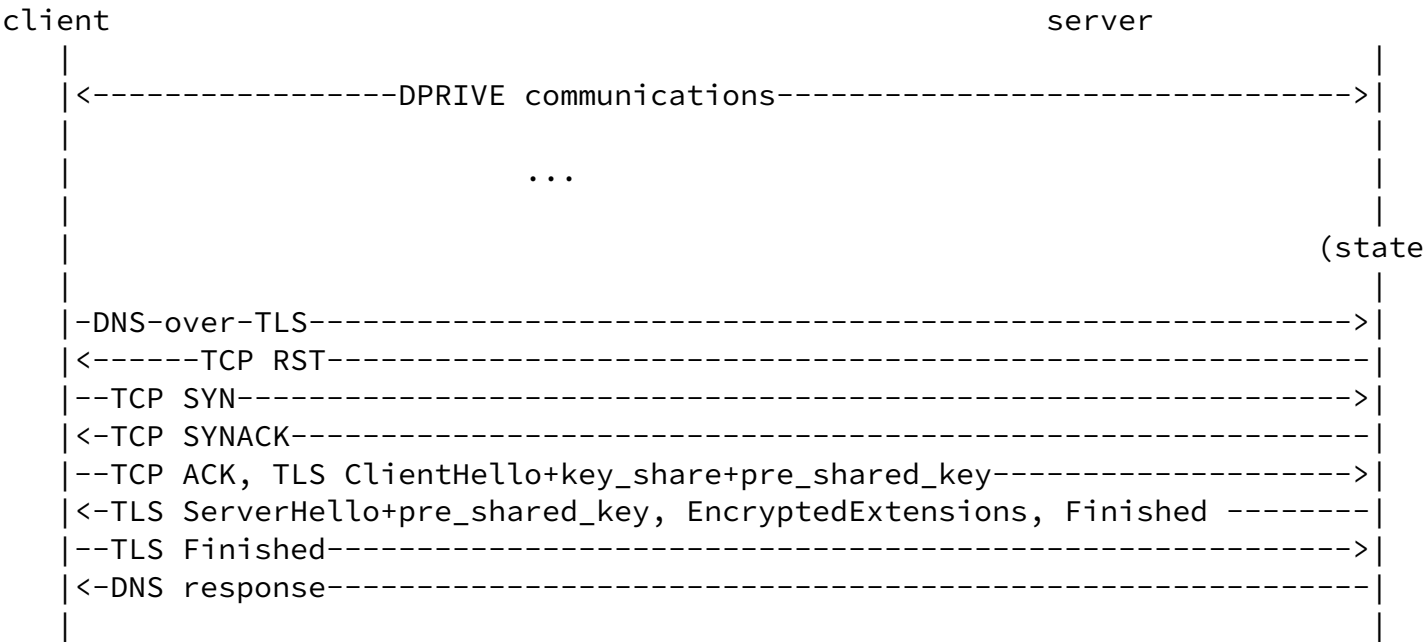 client server
<-----------------DPRIVE communications-------------------------------->
...
(state
-DNS-over-TLS---------------------------------------------------------->
<------TCP RST----------------------------------------------------------
--TCP SYN-------------------------------------------------------------->
<-TCP SYNACK------------------------------------------------------------
--TCP ACK, TLS ClientHello+key_share+pre_shared_key-------------------->
<-TLS ServerHello+pre_shared_key, EncryptedExtensions, Finished --------
--TLS Finished--------------------------------------------------------->
<-DNS response----------------------------------------------------------